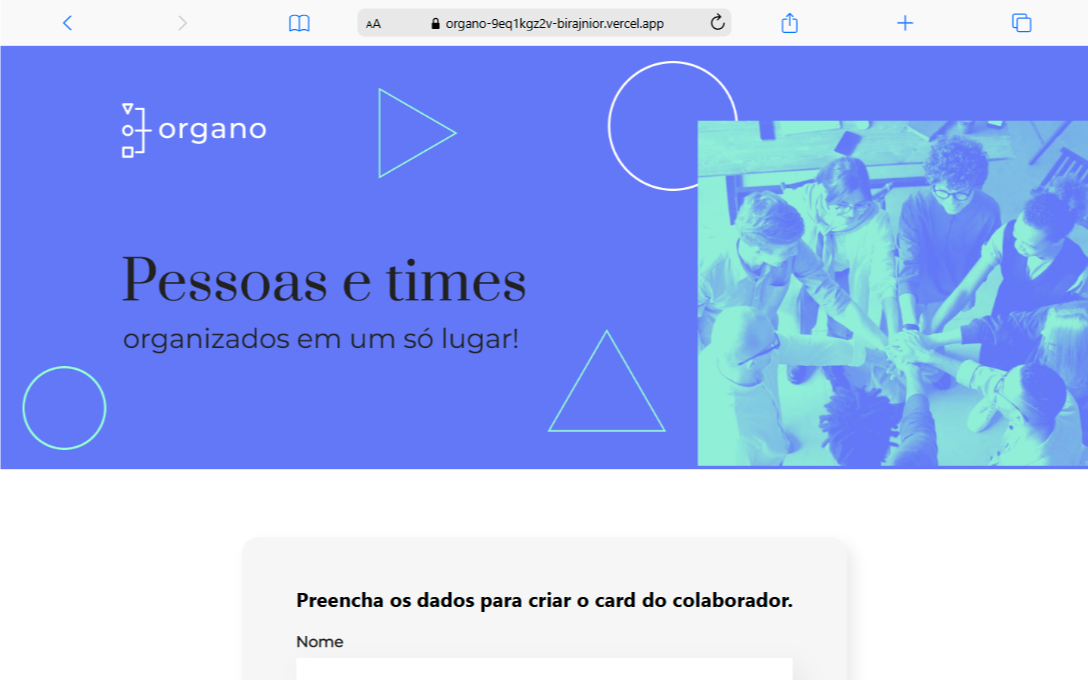 AA organo-9eq1kgz2v-birajnior.vercel.app
organo
Pessoas e times
organizados em um só lugar!
Preencha os dados para criar o card do colaborador.
Nome